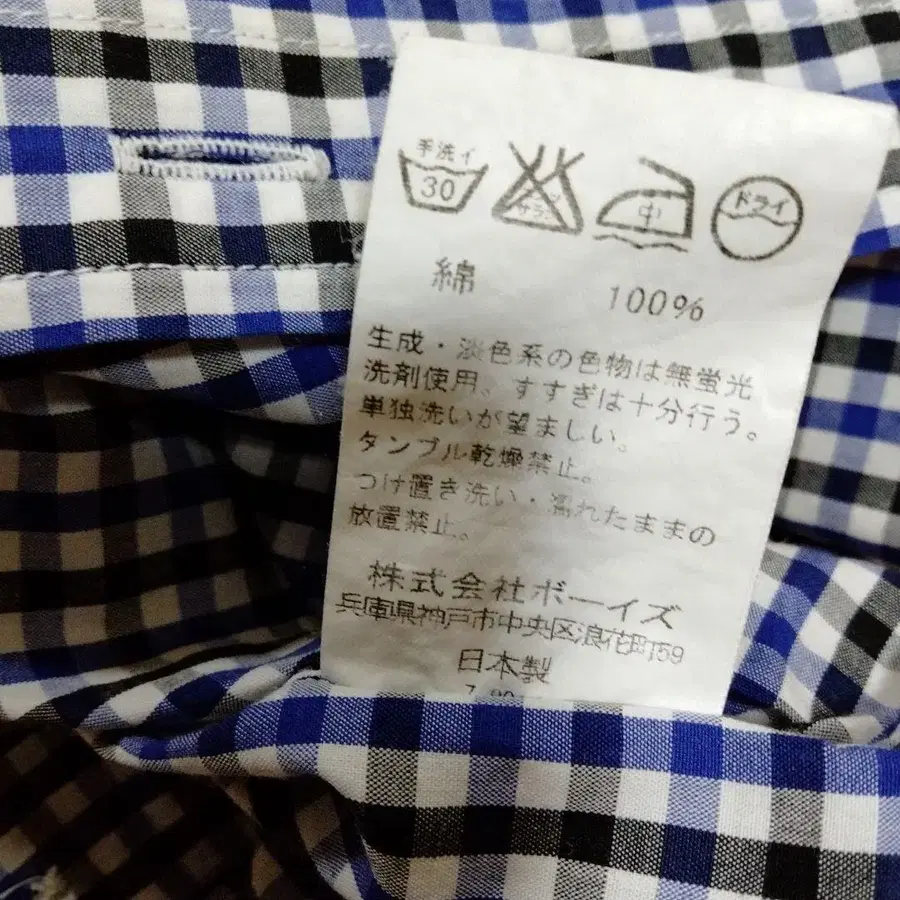 手洗イ
30
中
ドライ
綿 100%
生成・淡色系の色物は無蛍光
洗剤使用、すすぎは十分行う。
単独洗いが望ましい。
タンブル乾燥禁止。
つけ置き洗い・濡れたままの
放置禁止。
株式会社ボーイズ
兵庫県神戸市中央区浪花町159
日本製